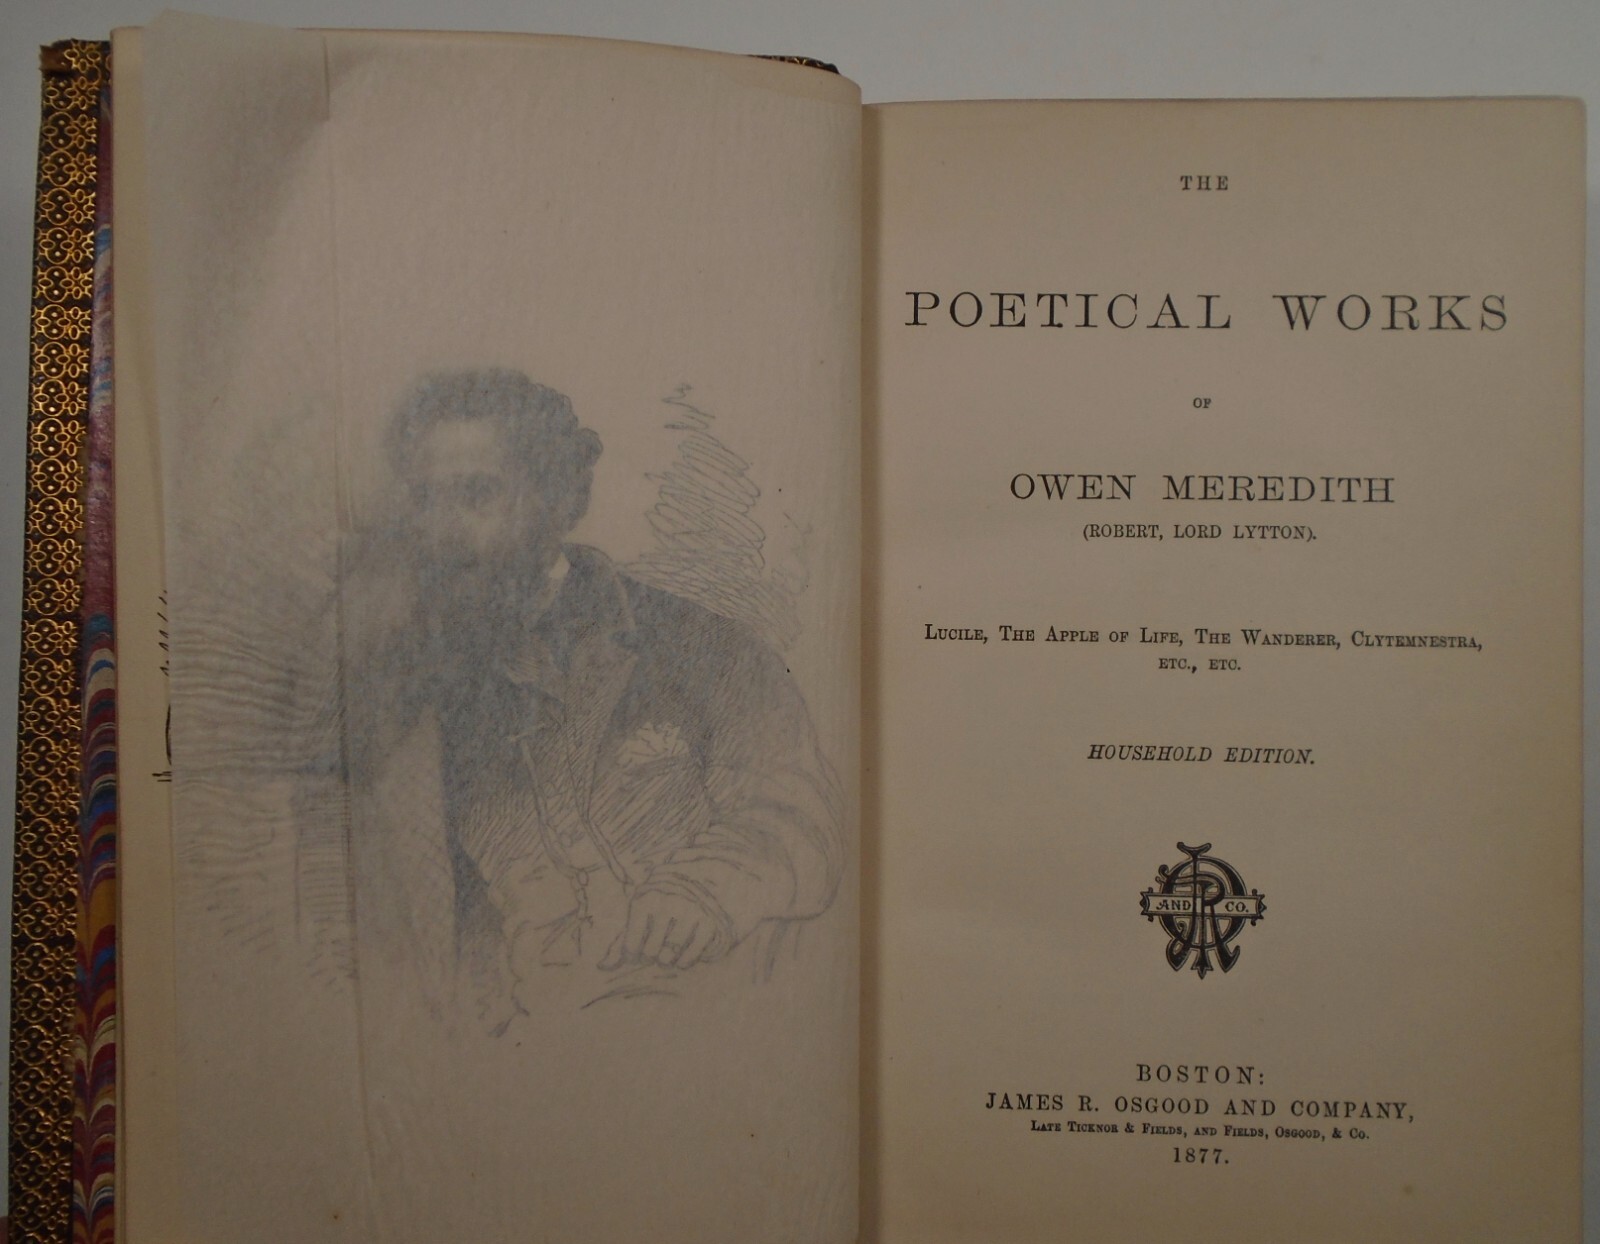 THE
POETICAL WORKS
OF
OWEN MEREDITH
(ROBERT, LORD LYTTON).
LUCILE, THE APPLE OF LIFE, THE WANDERER, CLYTEMNESTRA,
ETC., ETC.
HOUSEHOLD EDITION.
AND CO.
BOSTON:
JAMES R. OSGOOD AND COMPANY,
LATE TICKNOR & FIELDS, AND FIELDS, OSGOOD, & CO.
1877.